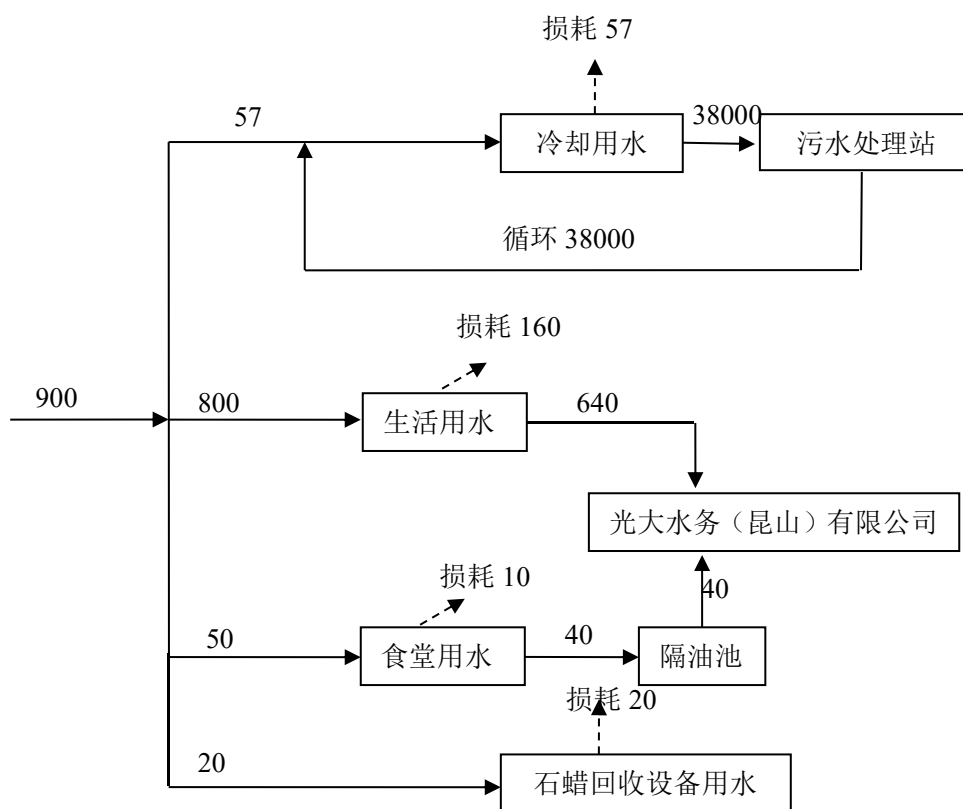 损耗 57
57
冷却用水
38000
污水处理站
循环 38000
损耗 160
900
800
生活用水
640
光大水务（昆山）有限公司
损耗 10
40
50
食堂用水
40
隔油池
损耗 20
20
石蜡回收设备用水